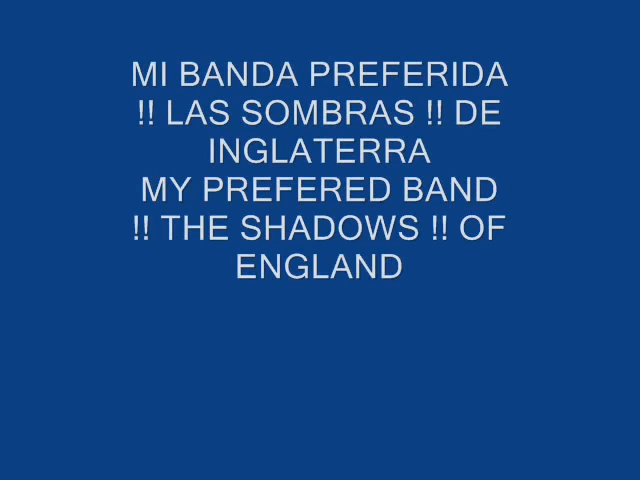 MI BANDA PREFERIDA
!! LAS SOMBRAS !! DE
INGLATERRA
MY PREFERED BAND
!! THE SHADOWS !! OF
ENGLAND